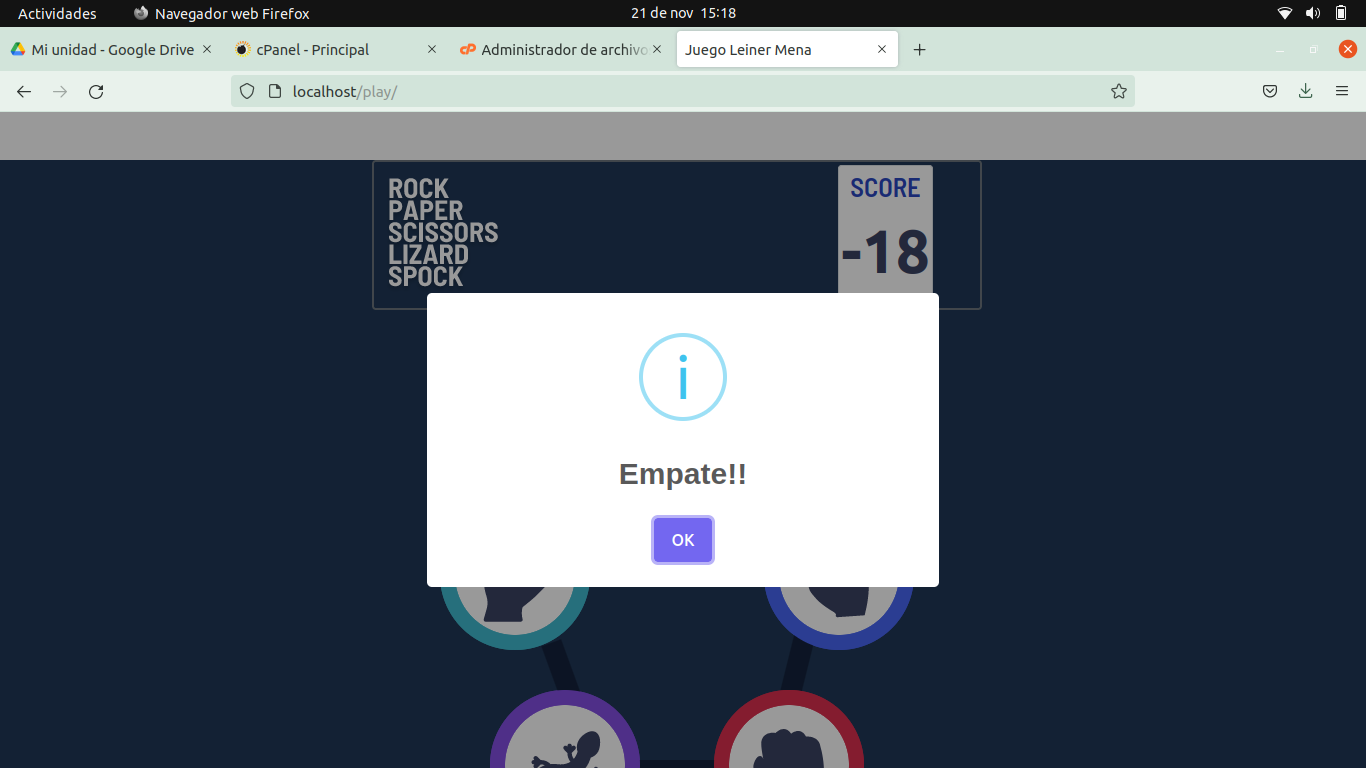 Actividades
Navegador web Firefox
21 de nov 15:18
Mi unidad - Google Drive
cPanel - Principal
Administrador de archivo
Juego Leiner Mena
localhost/play/
ROCK
PAPER
SCISSORS
LIZARD
SPOCK
SCORE
-18
Empate!!
OK